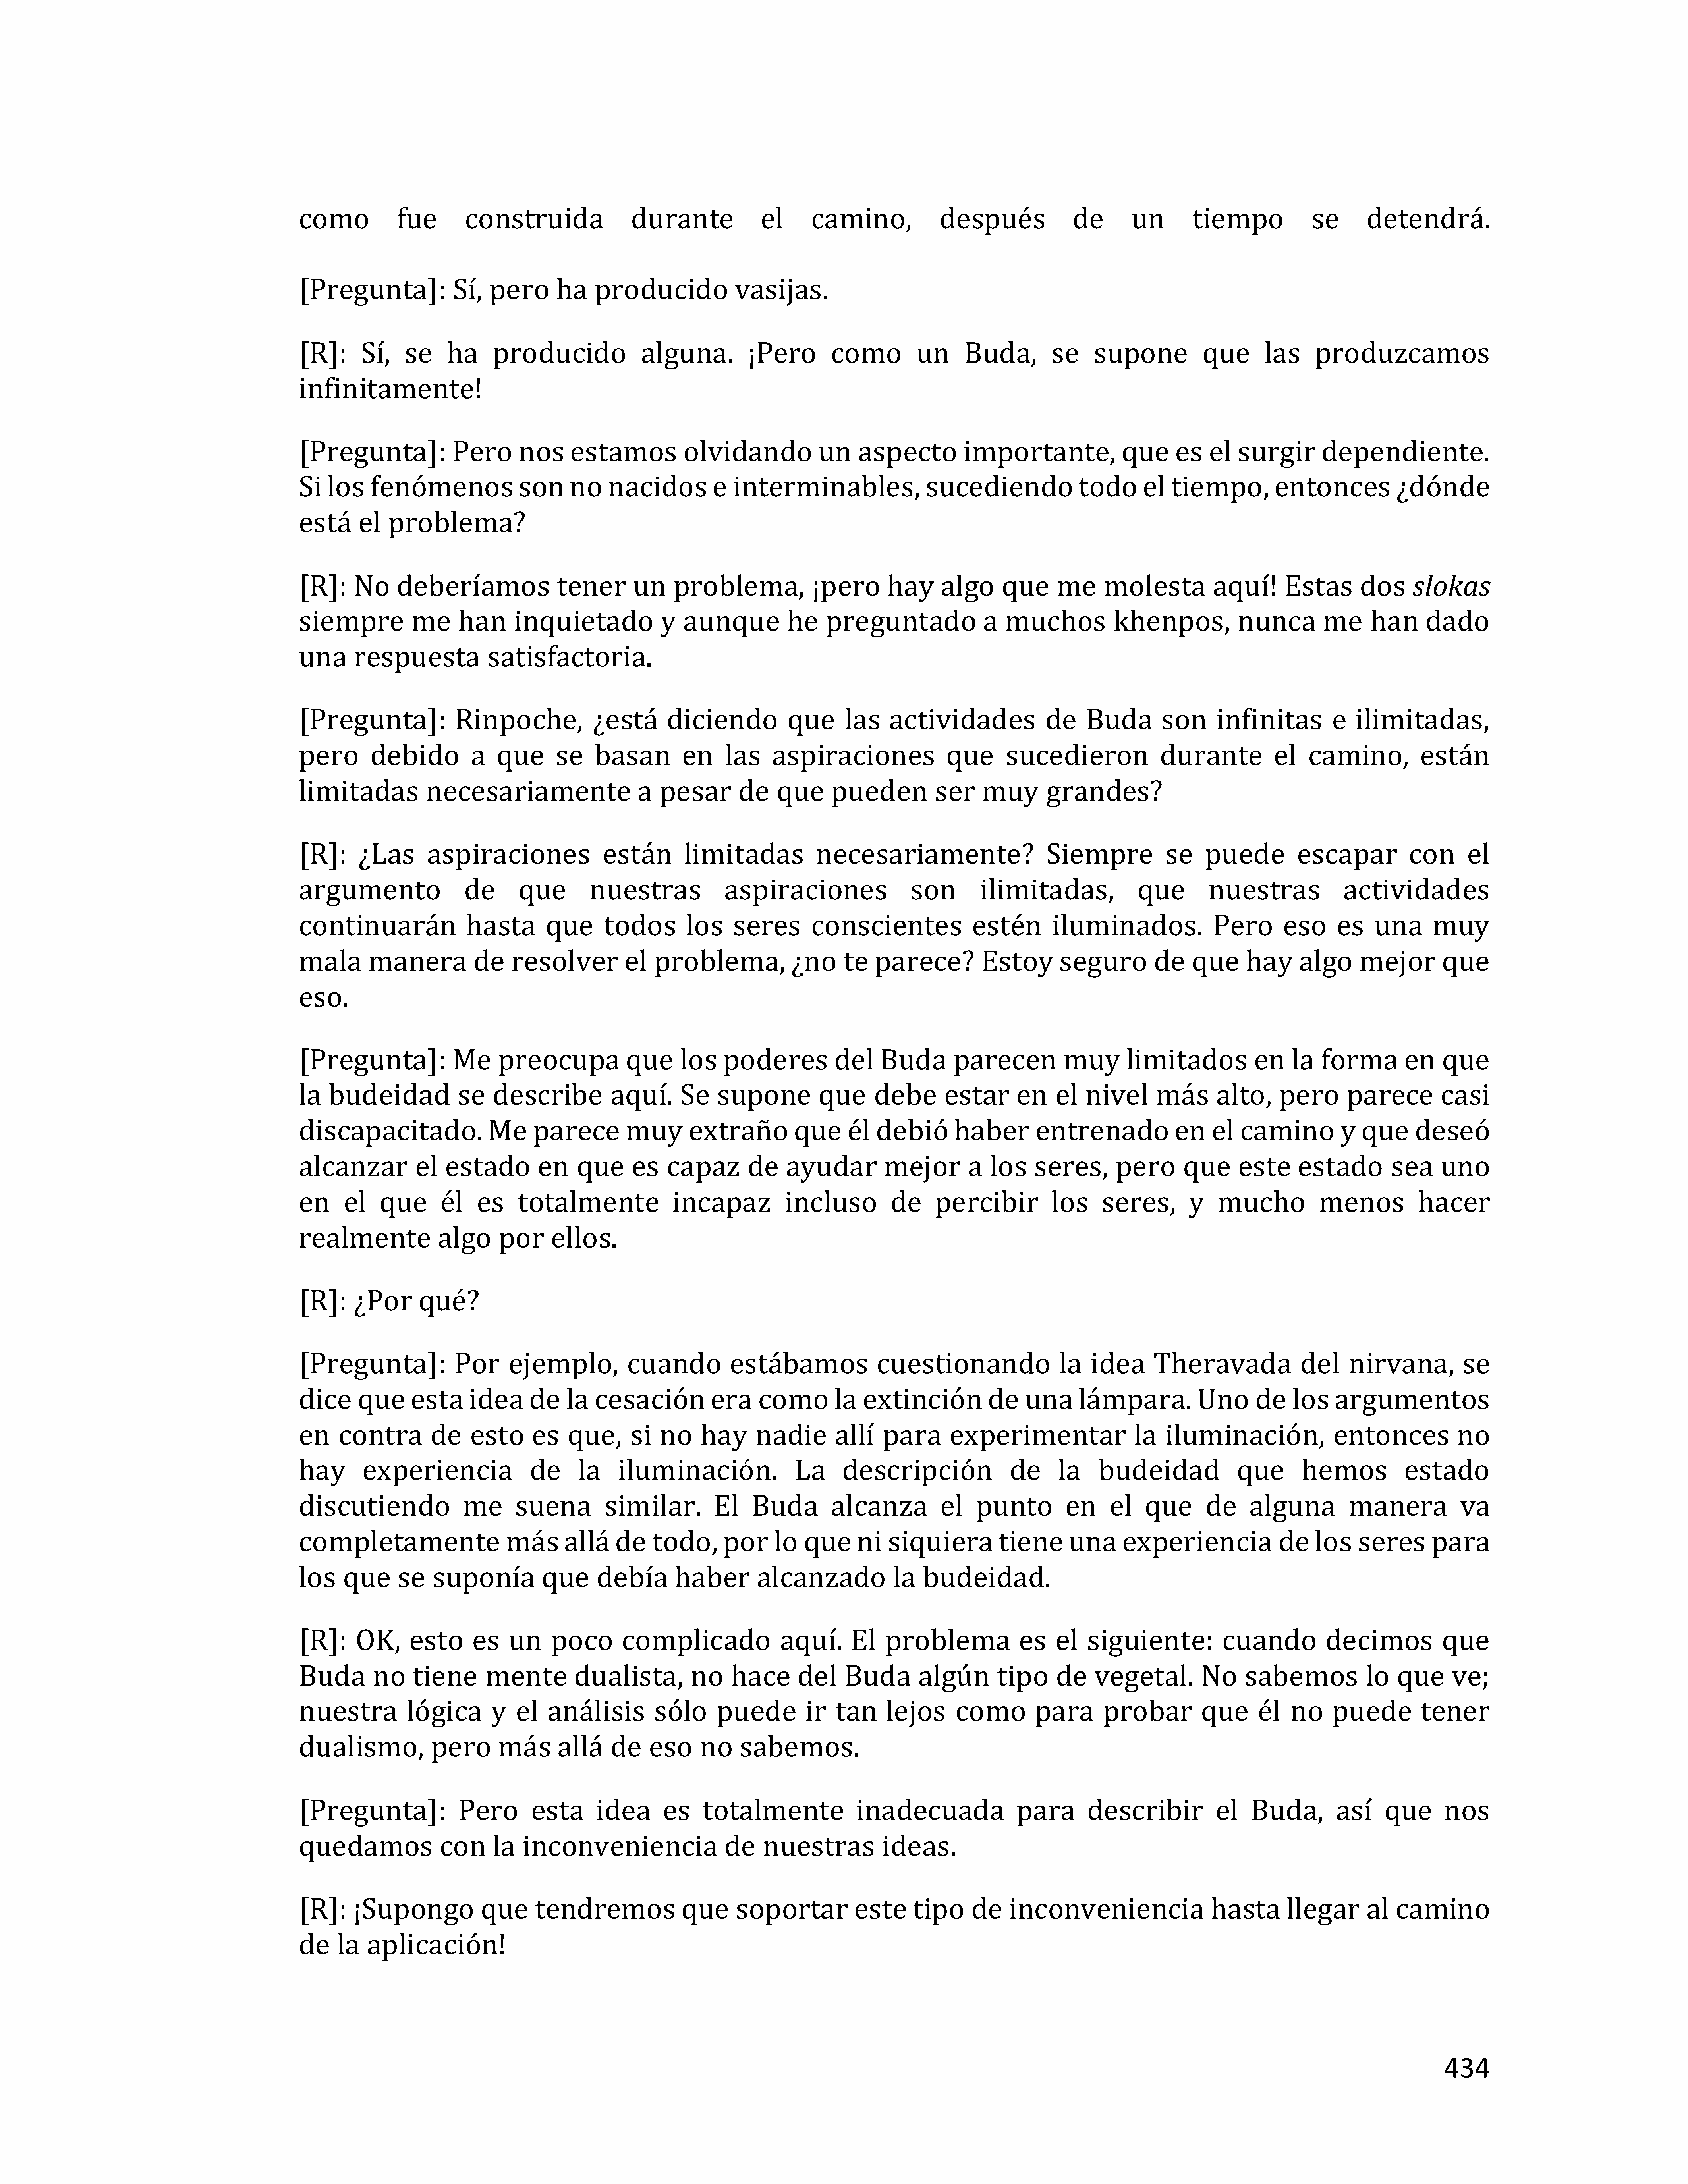 como fue construida durante el camino, después de un tiempo se detendrá.
[Pregunta]: Sí, pero ha producido vasijas.
[R]: Sí, se ha producido alguna. ¡Pero como un Buda, se supone que las produzcamos
infinitamente!
[Pregunta]: Pero nos estamos olvidando un aspecto importante, que es el surgir dependiente.
Si los fenómenos son no nacidos e interminables, sucediendo todo el tiempo, entonces ¿dónde
está el problema?
[R]: No deberíamos tener un problema, ¡pero hay algo que me molesta aquí! Estas dos slokas
siempre me han inquietado y aunque he preguntado a muchos khenpos, nunca me han dado
una respuesta satisfactoria.
[Pregunta]: Rinpoche, ¿está diciendo que las actividades de Buda son infinitas e ilimitadas,
pero debido a que se basan en las aspiraciones que sucedieron durante el camino, están
limitadas necesariamente a pesar de que pueden ser muy grandes?
[R]: ¿Las aspiraciones están limitadas necesariamente? Siempre se puede escapar con el
argumento de que nuestras aspiraciones son ilimitadas, que nuestras actividades
continuarán hasta que todos los seres conscientes estén iluminados. Pero eso es una muy
mala manera de resolver el problema, ¿no te parece? Estoy seguro de que hay algo mejor que
eso.
[Pregunta]: Me preocupa que los poderes del Buda parecen muy limitados en la forma en que
la budeidad se describe aquí. Se supone que debe estar en el nivel más alto, pero parece casi
discapacitado. Me parece muy extraño que él debió haber entrenado en el camino y que deseó
alcanzar el estado en que es capaz de ayudar mejor a los seres, pero que este estado sea uno
en el que él es totalmente incapaz incluso de percibir los seres, y mucho menos hacer
realmente algo por ellos.
[R]: ¿Por qué?
[Pregunta]: Por ejemplo, cuando estábamos cuestionando la idea Theravada del nirvana, se
dice que esta idea de la cesación era como la extinción de una lámpara. Uno de los argumentos
en contra de esto es que, si no hay nadie allí para experimentar la iluminación, entonces no
hay experiencia de la iluminación. La descripción de la budeidad que hemos estado
discutiendo me suena similar. El Buda alcanza el punto en el que de alguna manera va
completamente más allá de todo, por lo que ni siquiera tiene una experiencia de los seres para
los que se suponía que debía haber alcanzado la budeidad.
[R]: OK, esto es un poco complicado aquí. El problema es el siguiente: cuando decimos que
Buda no tiene mente dualista, no hace del Buda algún tipo de vegetal. No sabemos lo que ve;
nuestra lógica y el análisis sólo puede ir tan lejos como para probar que él no puede tener
dualismo, pero más allá de eso no sabemos.
[Pregunta]: Pero esta idea es totalmente inadecuada para describir el Buda, así que nos
quedamos con la inconveniencia de nuestras ideas.
[R]: ¡Supongo que tendremos que soportar este tipo de inconveniencia hasta llegar al camino
de la aplicación!
434